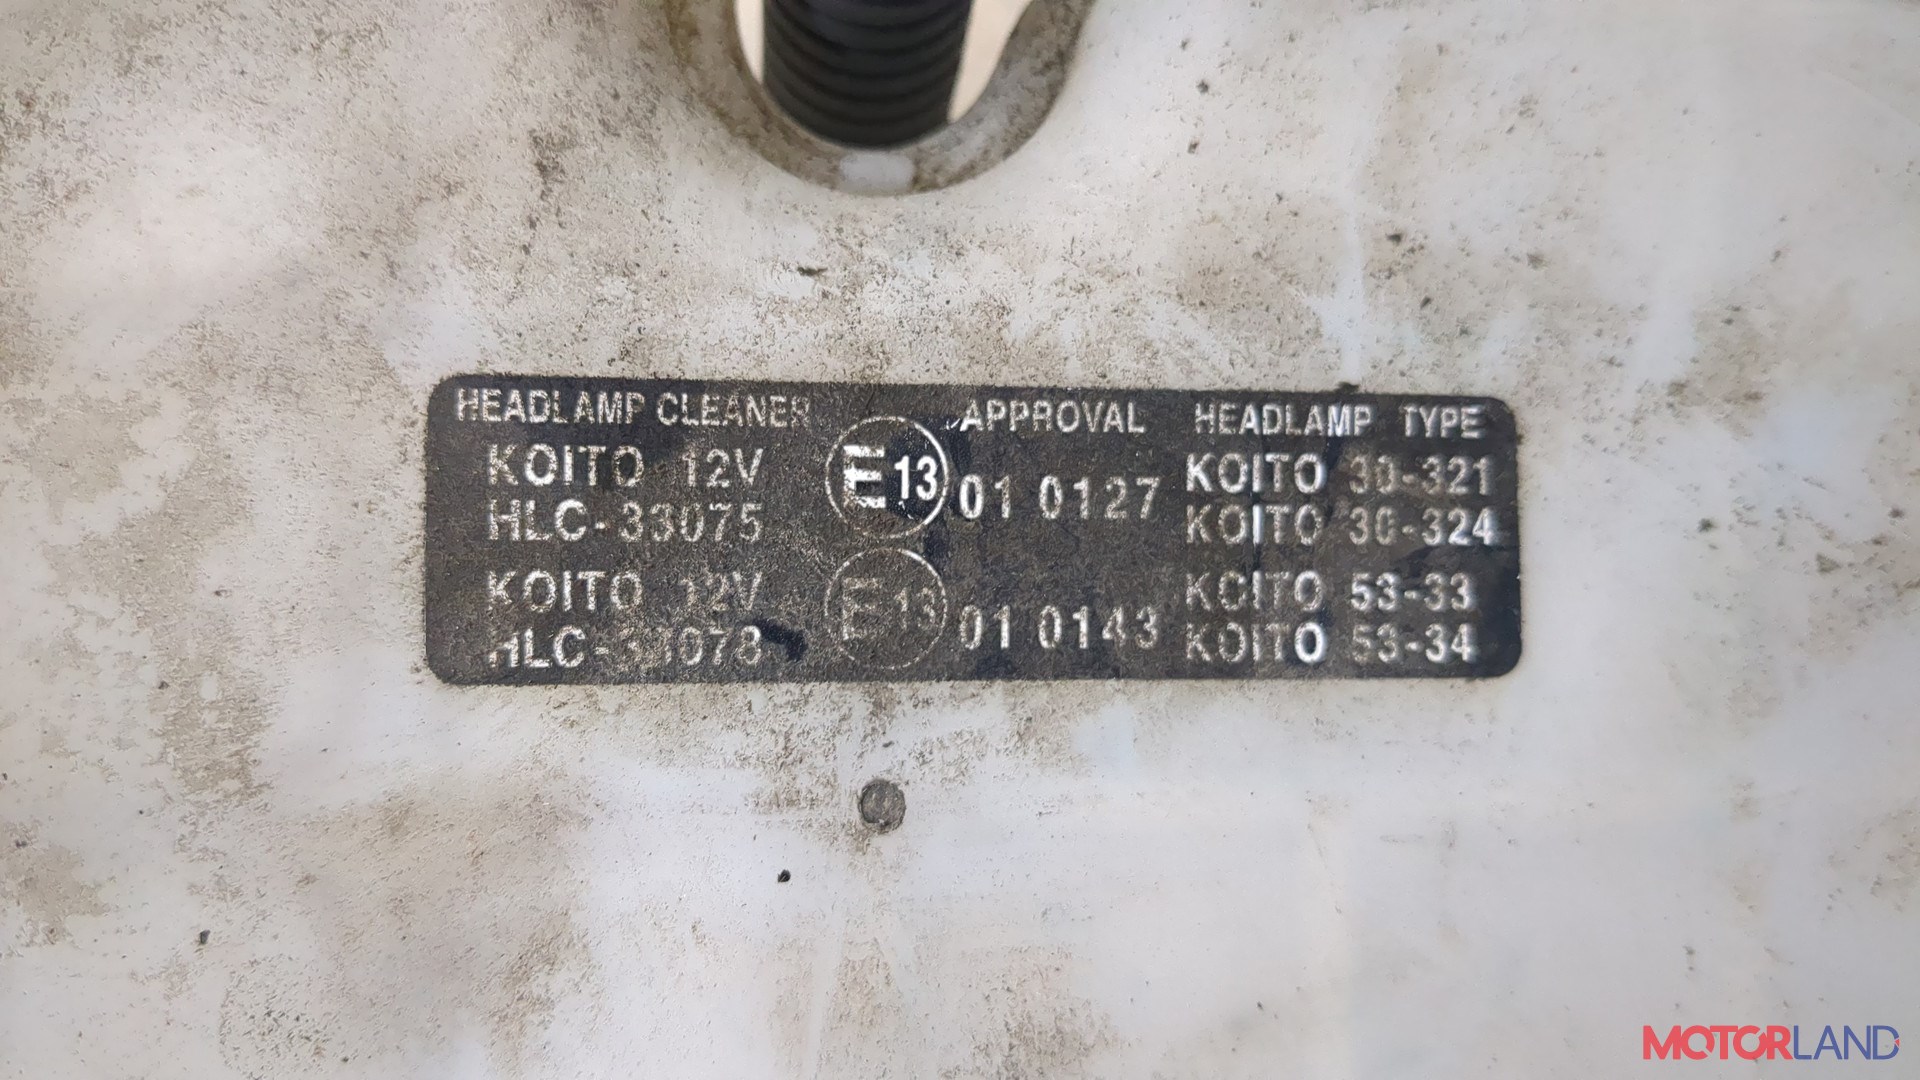 HEADLAMP CLEANER APPROVAL HEADLAMP TYPE
KOITO 12V E13 01 0127 KOITO 30-321
HLC-33075 KOITO 30-324
KOITO 12V E13 01 0143 KOITO 53-33
KOITO 53-34
MOTORLAND